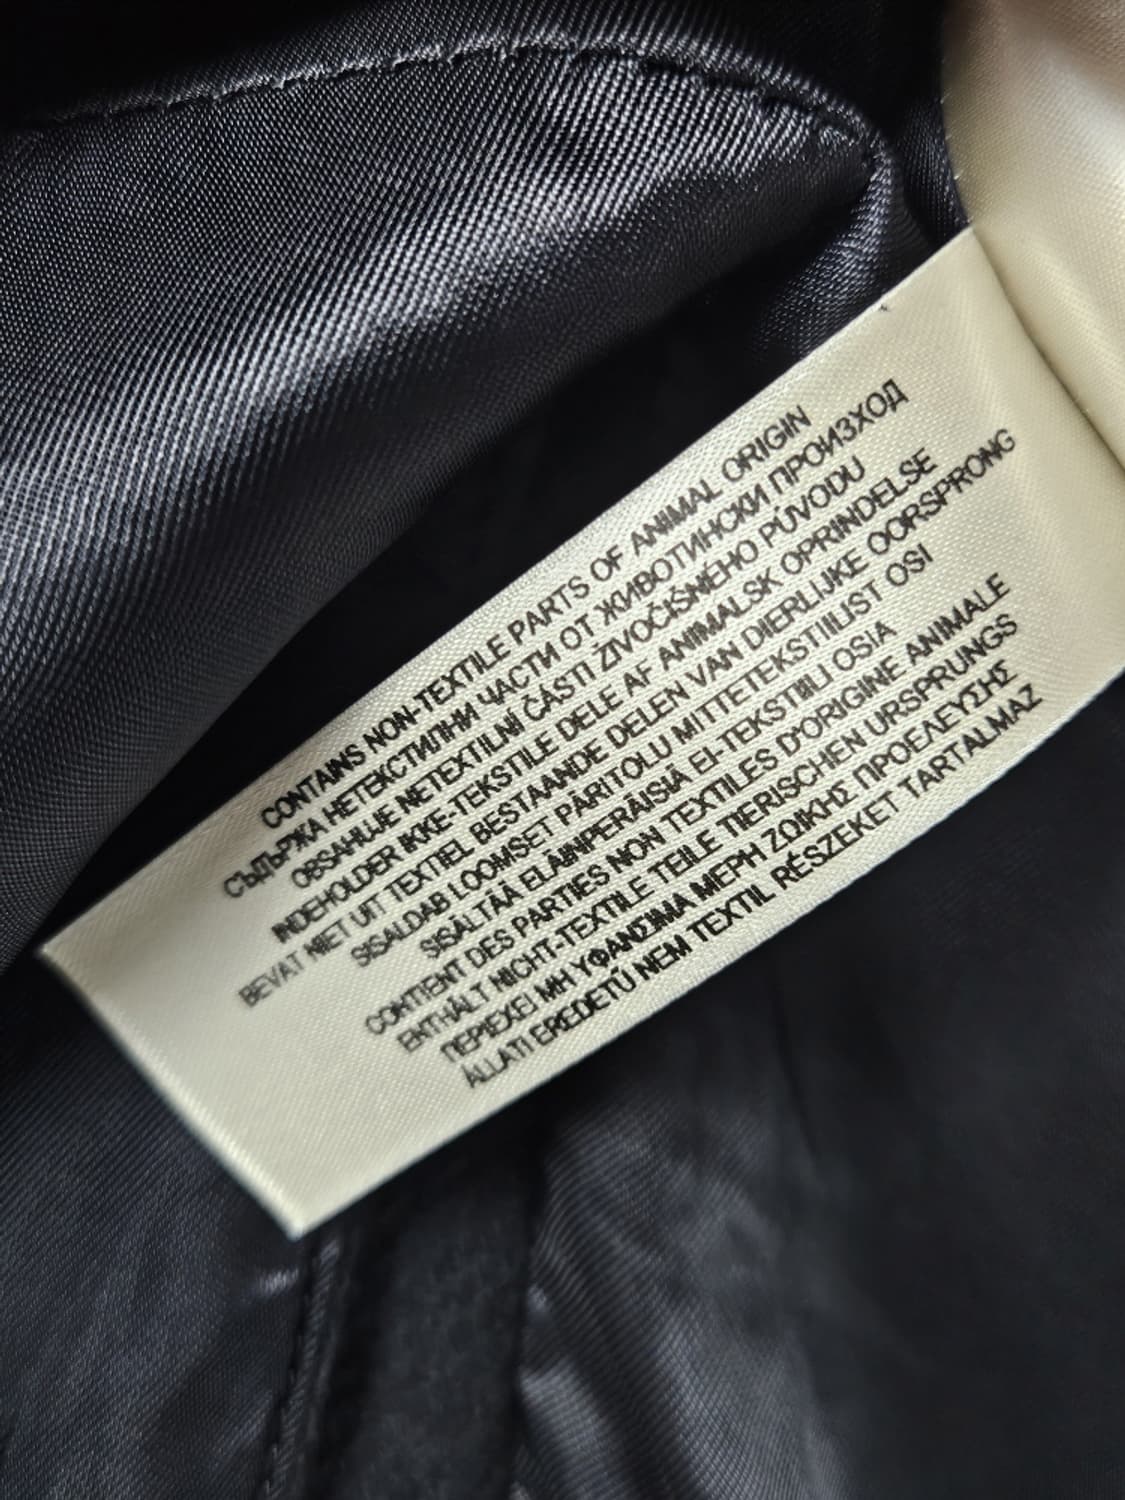 CONTAINS NON-TEXTILE PARTS OF ANIMAL ORIGIN
СЪДЪРЖА НЕТЕКСТИЛНИ ЧАСТИ ОТ ЖИВОТИНСКИ ПРОИЗХОД
OBSAHUJE NETEXTILNÍ ČÁSTI ŽIVOČIŠNÉHO PŮVODU
INDEHOLDER IKKE-TEKSTILE DELE AF ANIMALSK OPRINDELSE
BEVAT NIET UIT TEXTIEL BESTAANDE DELEN VAN DIERLIJKE OORSPRONG
SISALDAB LOOMSET PÄRITOLU MITTETEKSTIILIST OSI
SISÄLTÄÄ ELÄINPERÄISIÄ EI-TEKSTIILI OSIA
CONTIENT DES PARTIES NON TEXTILES D'ORIGINE ANIMALE
ENTHÄLT NICHT-TEXTILE TEILE TIERISCHEN URSPRUNGS
ΠΕΡΙΕΧΕΙ ΜΗ ΥΦΑΝΣΙΜΑ ΜΕΡΗ ΖΩΙΚΗΣ ΠΡΟΕΛΕΥΣΗΣ
ÁLLATI EREDETŰ NEM TEXTIL RÉSZEKET TARTALMAZ